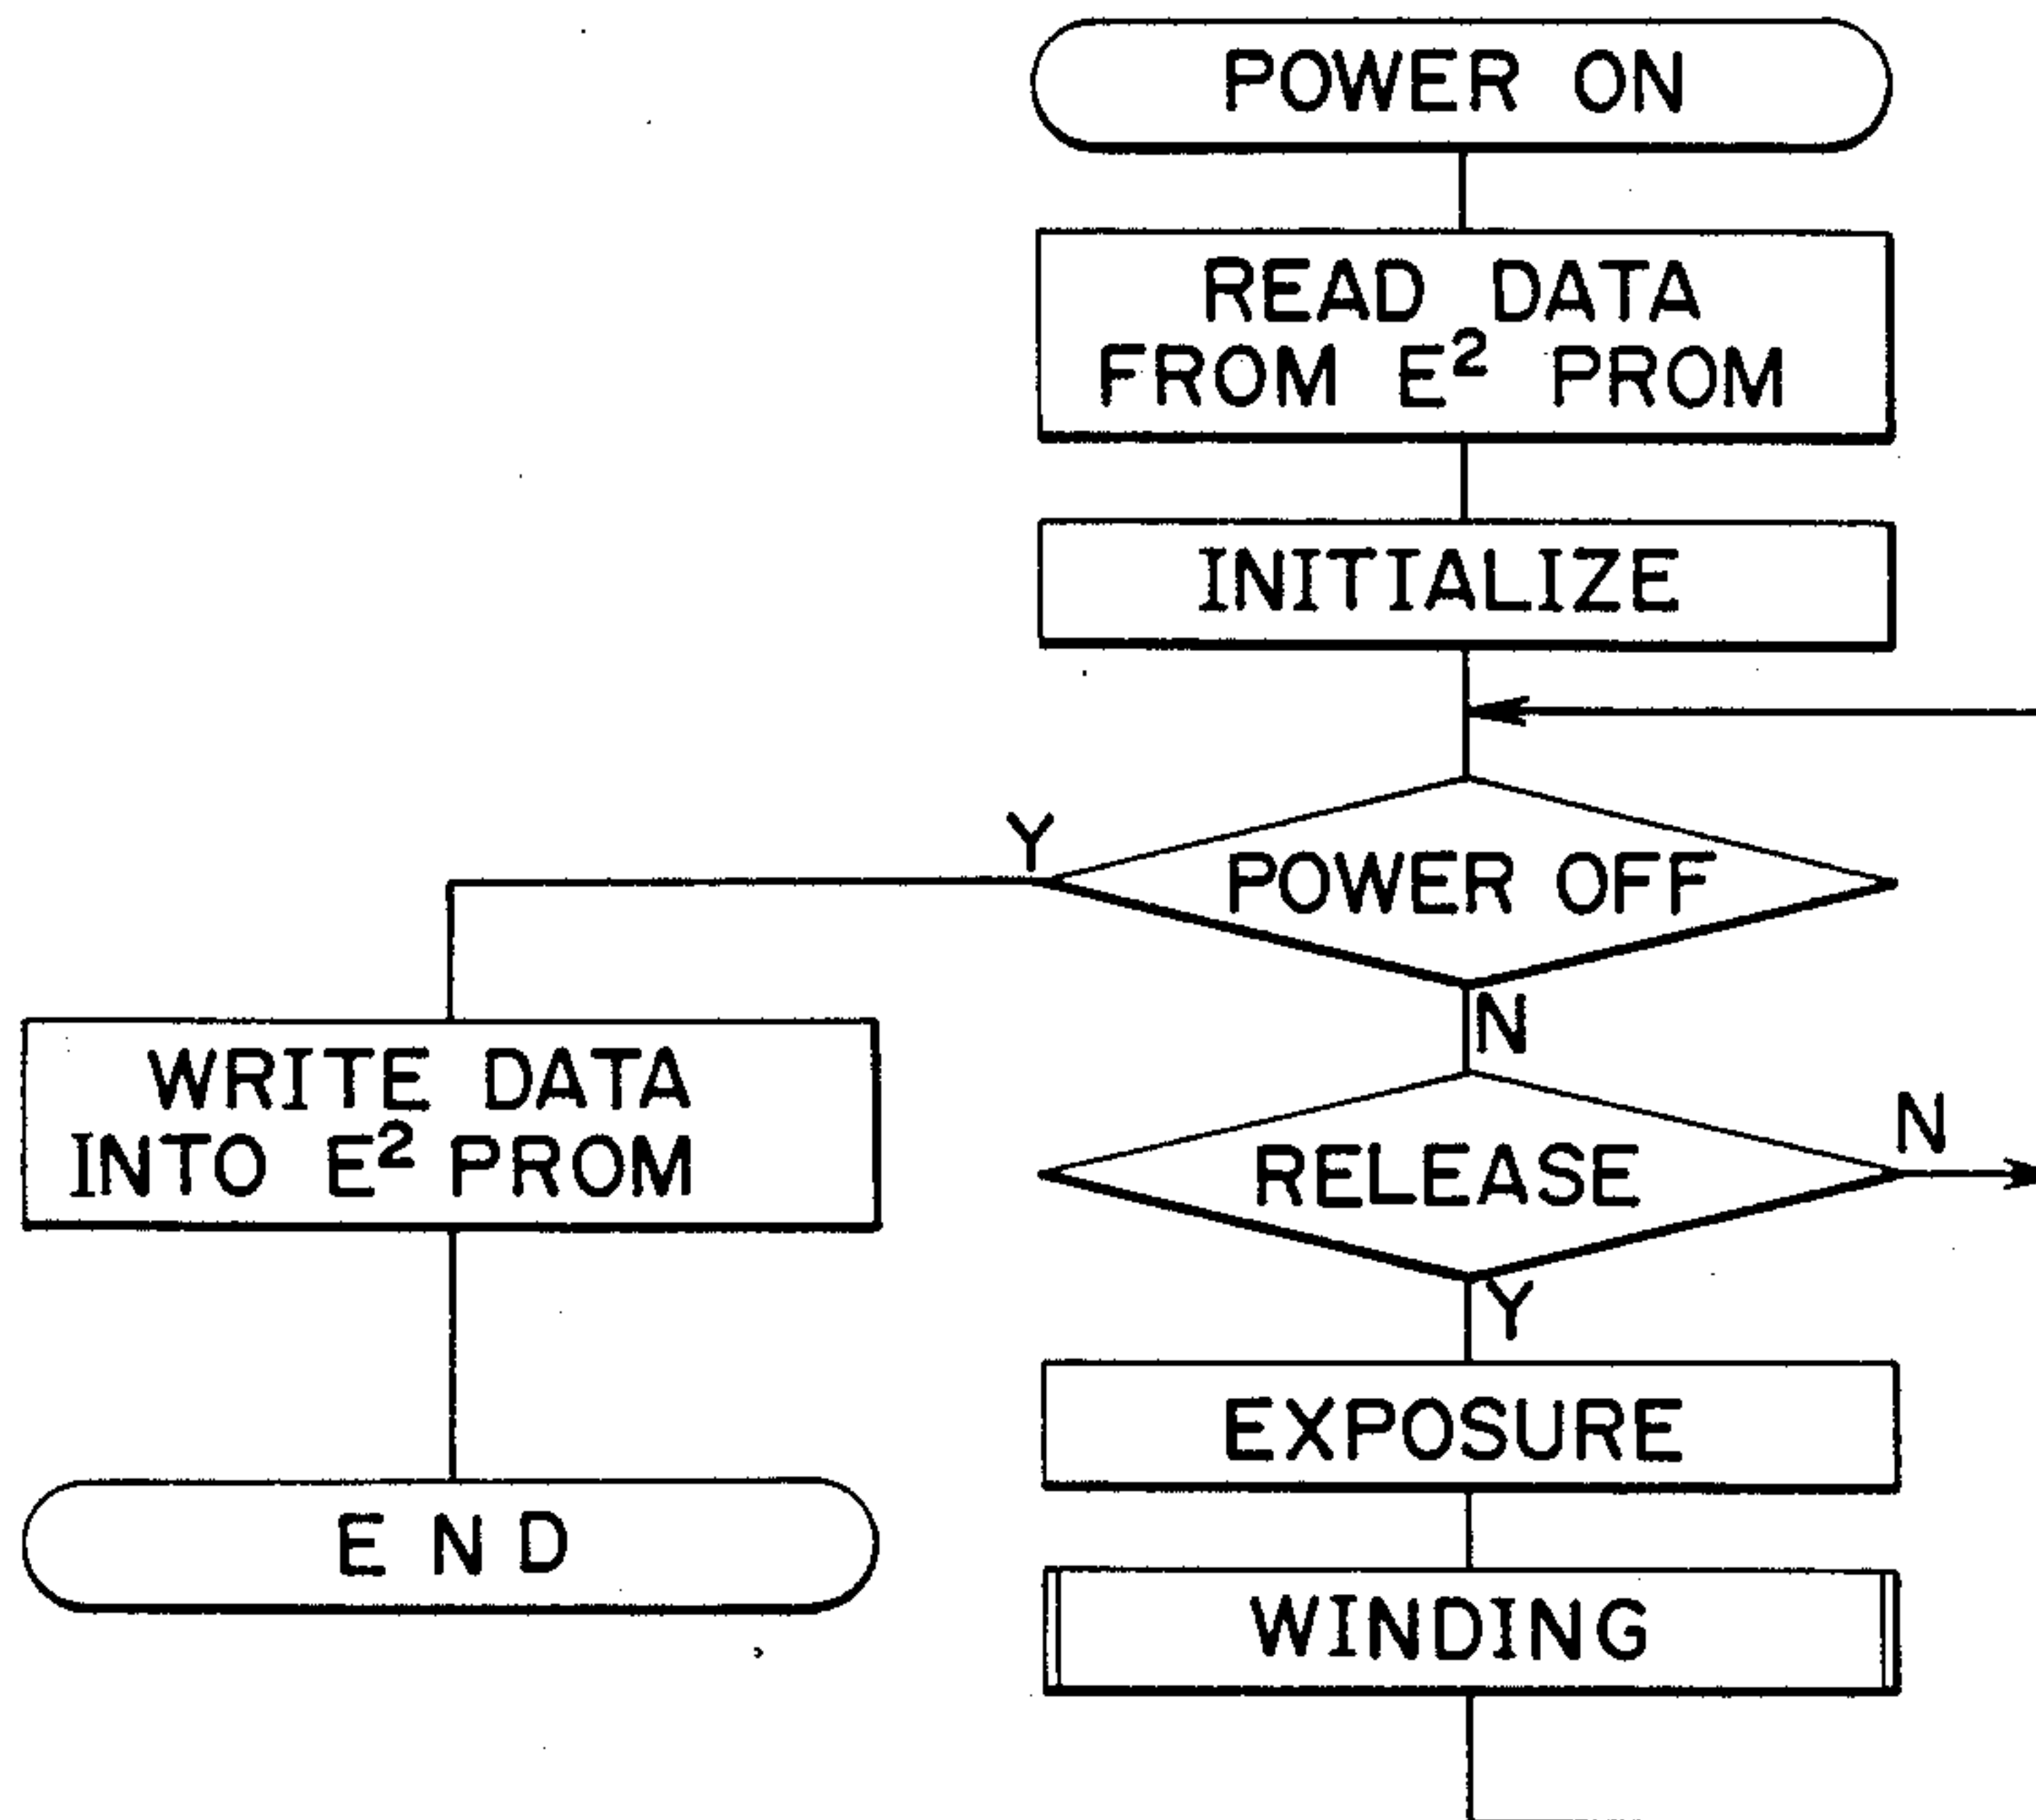 POWER ON
READ DATA
FROM E² PROM
INITIALIZE
Y
POWER OFF
N
WRITE DATA
INTO E² PROM
RELEASE
N
Y
EXPOSURE
END
WINDING